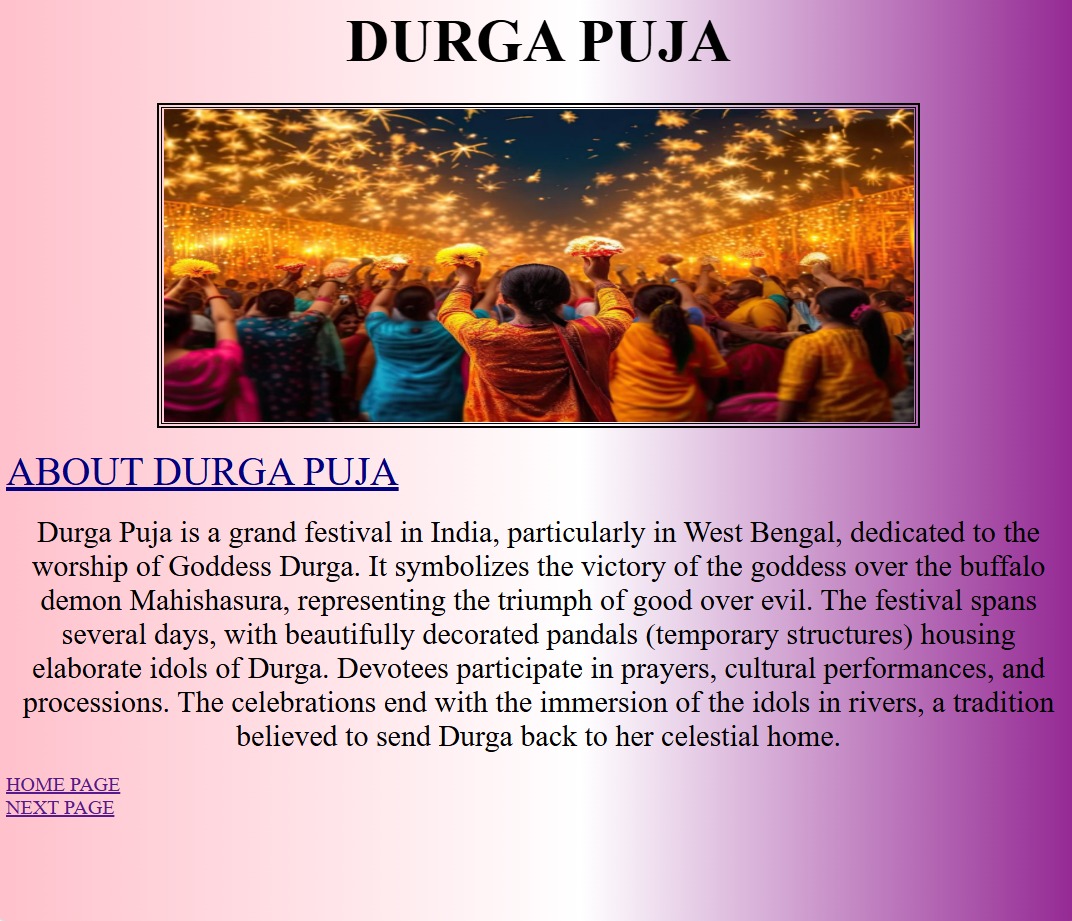 DURGA PUJA
ABOUT DURGA PUJA
Durga Puja is a grand festival in India, particularly in West Bengal, dedicated to the
worship of Goddess Durga. It symbolizes the victory of the goddess over the buffalo
demon Mahishasura, representing the triumph of good over evil. The festival spans
several days, with beautifully decorated pandals (temporary structures) housing
elaborate idols of Durga. Devotees participate in prayers, cultural performances, and
processions. The celebrations end with the immersion of the idols in rivers, a tradition
believed to send Durga back to her celestial home.
HOME PAGE
NEXT PAGE